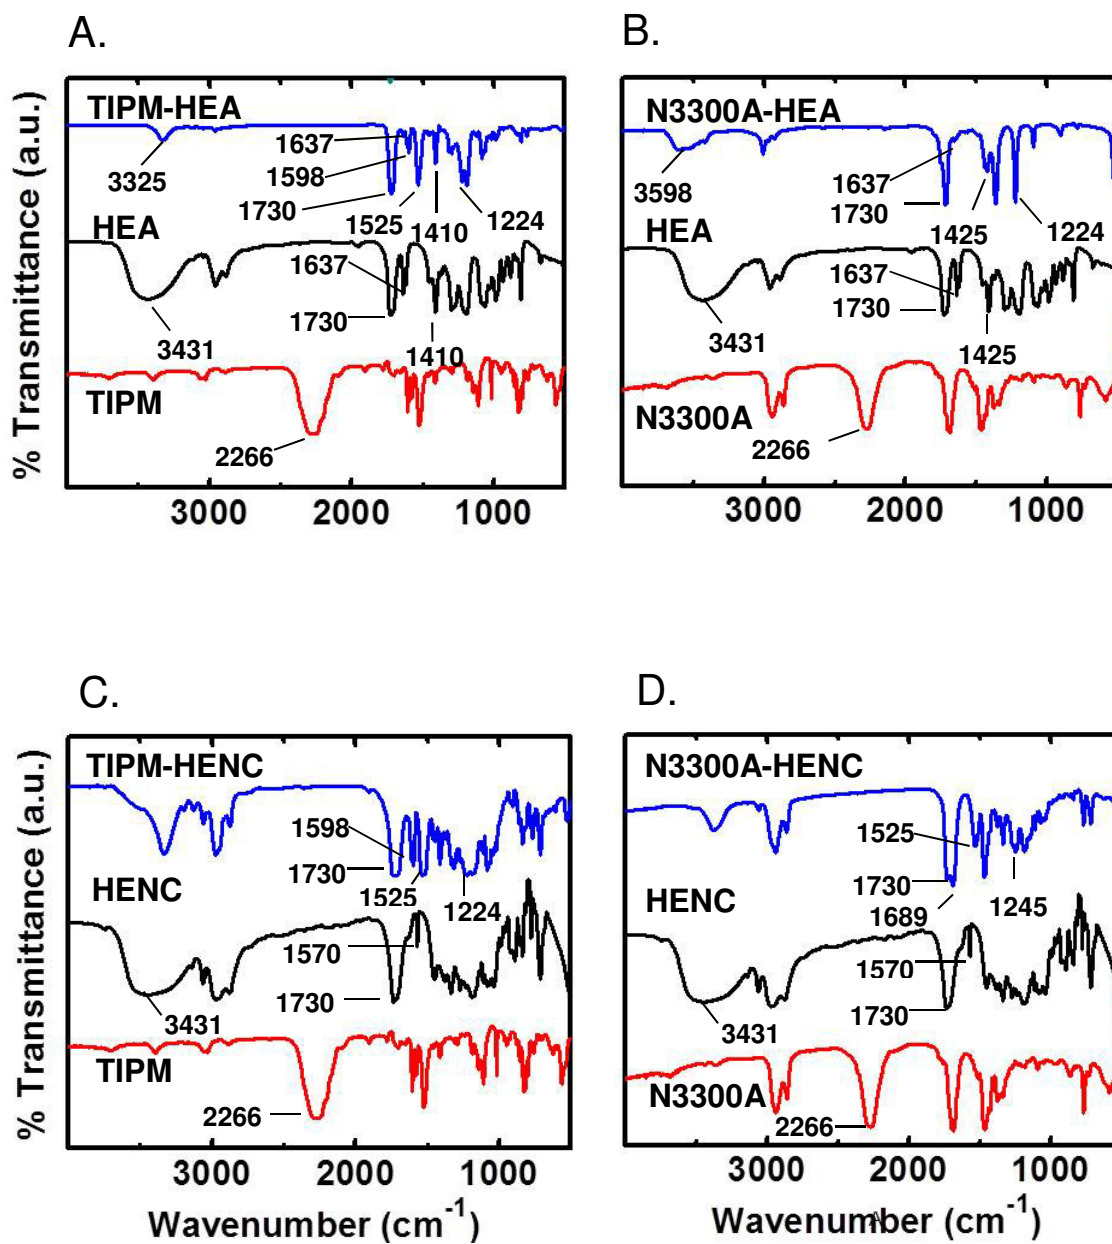 A.
B.
% Transmittance (a.u.)
TIPM-HEA
3325
1637
1598
1730
1525
1410
1224
HEA
1637
1730
3431
1410
TIPM
2266
3000 2000 1000
N3300A-HEA
3598
1637
1730
1425
1224
HEA
1637
1730
3431
1425
N3300A
2266
3000 2000 1000
C.
D.
% Transmittance (a.u.)
TIPM-HENC
1598
1730
1525
1224
HENC
1570
1730
3431
TIPM
2266
3000 2000 1000
Wavenumber (cm⁻¹)
N3300A-HENC
1525
1730
1689
1245
HENC
1570
3431
1730
N3300A
2266
3000 2000 1000
Wavenumber (cm⁻¹)
A